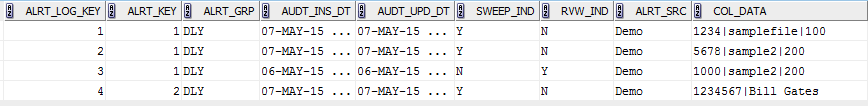 ALRT_LOG_KEY ALRT_KEY ALRT_GRP AUDT_INS_DT AUDT_UPD_DT SWEEP_IND RVW_IND ALRT_SRC COL_DATA
1 1 DLY 07-MAY-15 ... 07-MAY-15 ... Y N Demo 1234|samplefile|100
2 1 DLY 07-MAY-15 ... 07-MAY-15 ... Y N Demo 5678|sample2|200
3 1 DLY 06-MAY-15 ... 06-MAY-15 ... N Y Demo 1000|sample2|200
4 2 DLY 07-MAY-15 ... 07-MAY-15 ... Y N Demo 1234567|Bill Gates